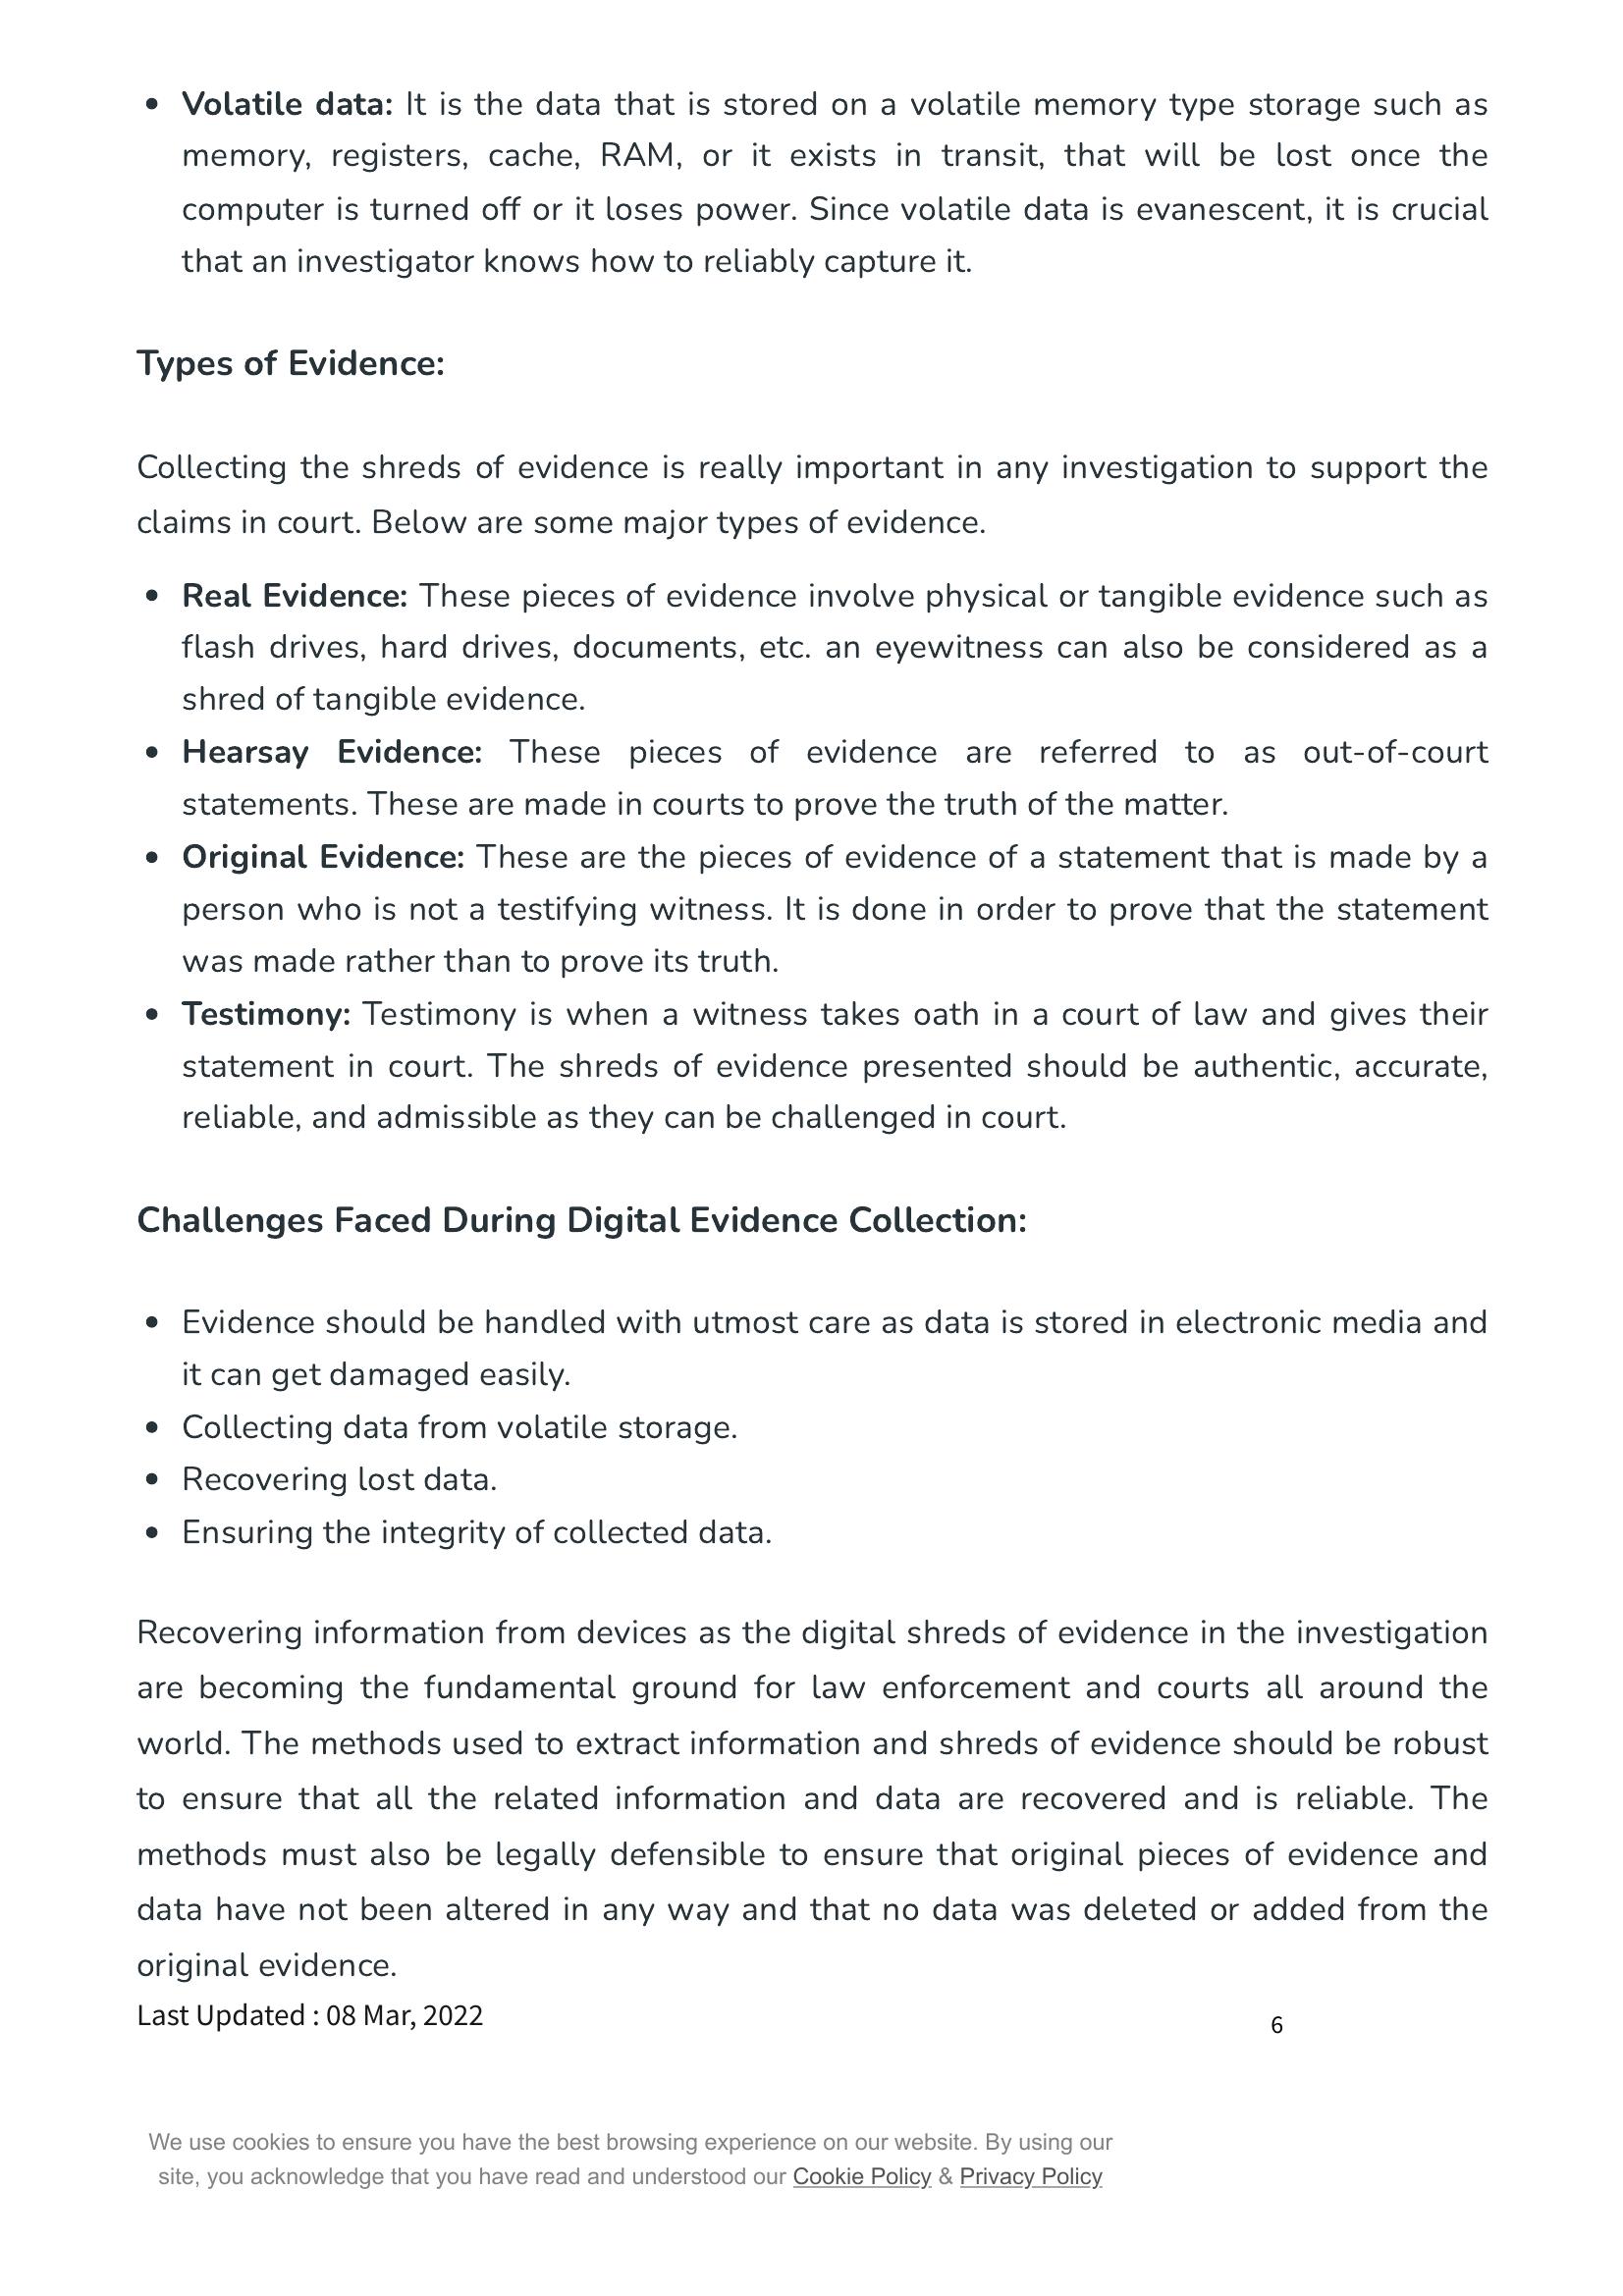 • Volatile data: It is the data that is stored on a volatile memory type storage such as
memory, registers, cache, RAM, or it exists in transit, that will be lost once the
computer is turned off or it loses power. Since volatile data is evanescent, it is crucial
that an investigator knows how to reliably capture it.
Types of Evidence:
Collecting the shreds of evidence is really important in any investigation to support the
claims in court. Below are some major types of evidence.
• Real Evidence: These pieces of evidence involve physical or tangible evidence such as
flash drives, hard drives, documents, etc. an eyewitness can also be considered as a
shred of tangible evidence.
• Hearsay Evidence: These pieces of evidence are referred to as out-of-court
statements. These are made in courts to prove the truth of the matter.
• Original Evidence: These are the pieces of evidence of a statement that is made by a
person who is not a testifying witness. It is done in order to prove that the statement
was made rather than to prove its truth.
• Testimony: Testimony is when a witness takes oath in a court of law and gives their
statement in court. The shreds of evidence presented should be authentic, accurate,
reliable, and admissible as they can be challenged in court.
Challenges Faced During Digital Evidence Collection:
• Evidence should be handled with utmost care as data is stored in electronic media and
it can get damaged easily.
• Collecting data from volatile storage.
• Recovering lost data.
• Ensuring the integrity of collected data.
Recovering information from devices as the digital shreds of evidence in the investigation
are becoming the fundamental ground for law enforcement and courts all around the
world. The methods used to extract information and shreds of evidence should be robust
to ensure that all the related information and data are recovered and is reliable. The
methods must also be legally defensible to ensure that original pieces of evidence and
data have not been altered in any way and that no data was deleted or added from the
original evidence.
Last Updated : 08 Mar, 2022
6
We use cookies to ensure you have the best browsing experience on our website. By using our
site, you acknowledge that you have read and understood our Cookie Policy & Privacy Policy